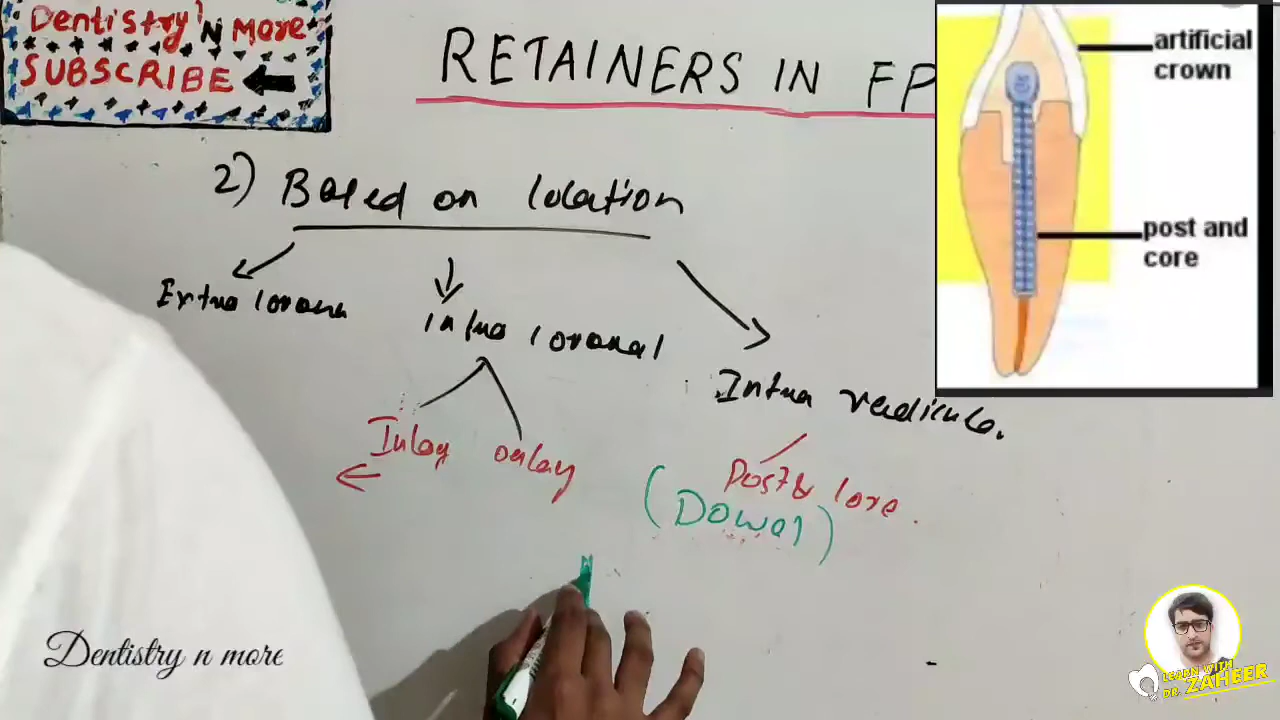 Dentistry 'N More
SUBSCRIBE
RETAINERS IN FP
2) Based on location
Extra coronal
Intra coronal
Intra radicular.
Inlay onlay
Post & core.
(Dowel)
artificial
crown
post and
core
Dentistry n more
LEARN WITH
DR. ZAHEER